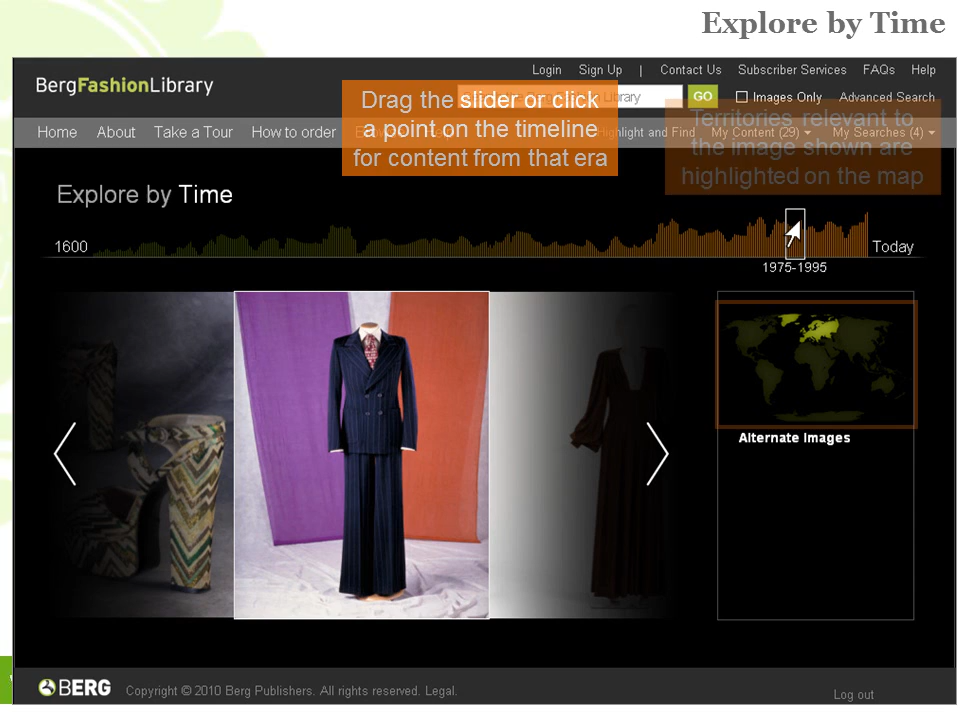 Explore by Time
Login Sign Up | Contact Us Subscriber Services FAQs Help
BergFashionLibrary
Library GO Images Only Advanced Search
Drag the slider or click
a point on the timeline
for content from that era
Territories relevant to
the image shown are
highlighted on the map
Home About Take a Tour How to order Highlight and Find My Content (29) My Searches (4)
Explore by Time
1600
Today
1975-1995
Alternate Images
BERG Copyright © 2010 Berg Publishers. All rights reserved. Legal.
Log out